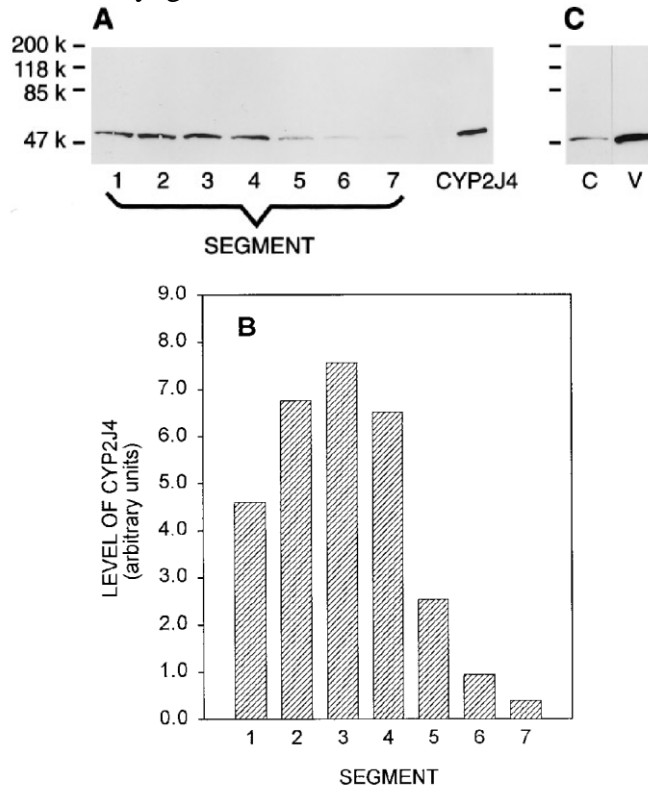 A
C
200 k
118 k
85 k
47 k
1 2 3 4 5 6 7 CYP2J4
C V
SEGMENT
B
LEVEL OF CYP2J4
(arbitrary units)
9.0
8.0
7.0
6.0
5.0
4.0
3.0
2.0
1.0
0.0
1 2 3 4 5 6 7
SEGMENT